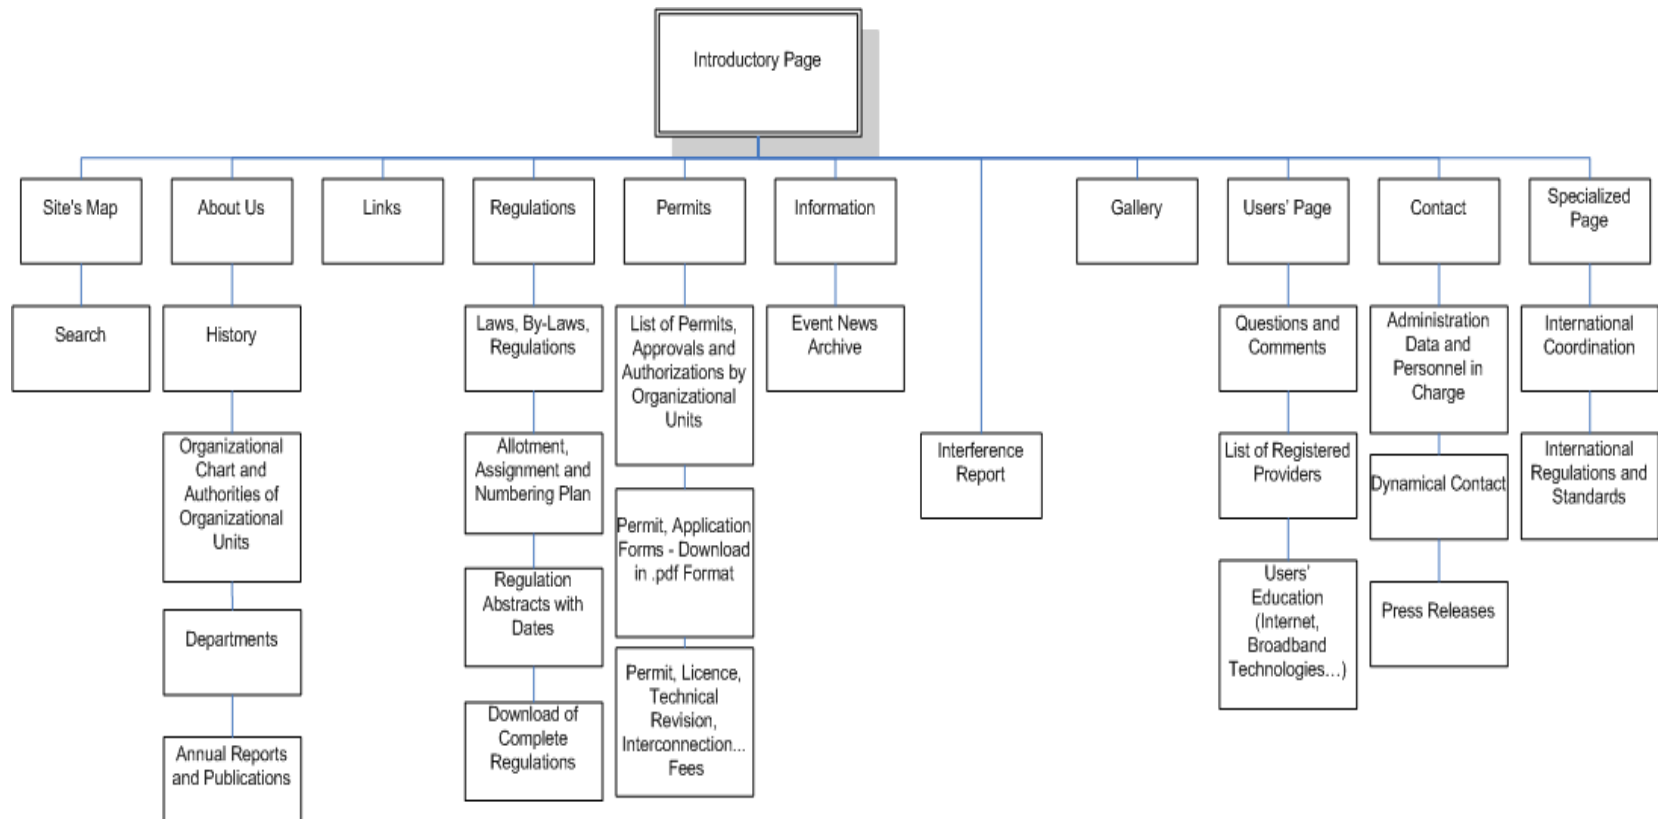 Introductory Page
Site's Map
About Us
Links
Regulations
Permits
Information
Gallery
Users' Page
Contact
Specialized
Page
Search
History
Laws, By-Laws,
Regulations
List of Permits,
Approvals and
Authorizations by
Organizational
Units
Event News
Archive
Questions and
Comments
Administration
Data and
Personnel in
Charge
International
Coordination
Organizational
Chart and
Authorities of
Organizational
Units
Allotment,
Assignment and
Numbering Plan
Interference
Report
List of Registered
Providers
Dynamical Contact
International
Regulations and
Standards
Permit, Application
Forms - Download
in .pdf Format
Regulation
Abstracts with
Dates
Users'
Education
(Internet,
Broadband
Technologies...)
Press Releases
Departments
Permit, Licence,
Technical
Revision,
Interconnection...
Fees
Download of
Complete
Regulations
Annual Reports
and Publications